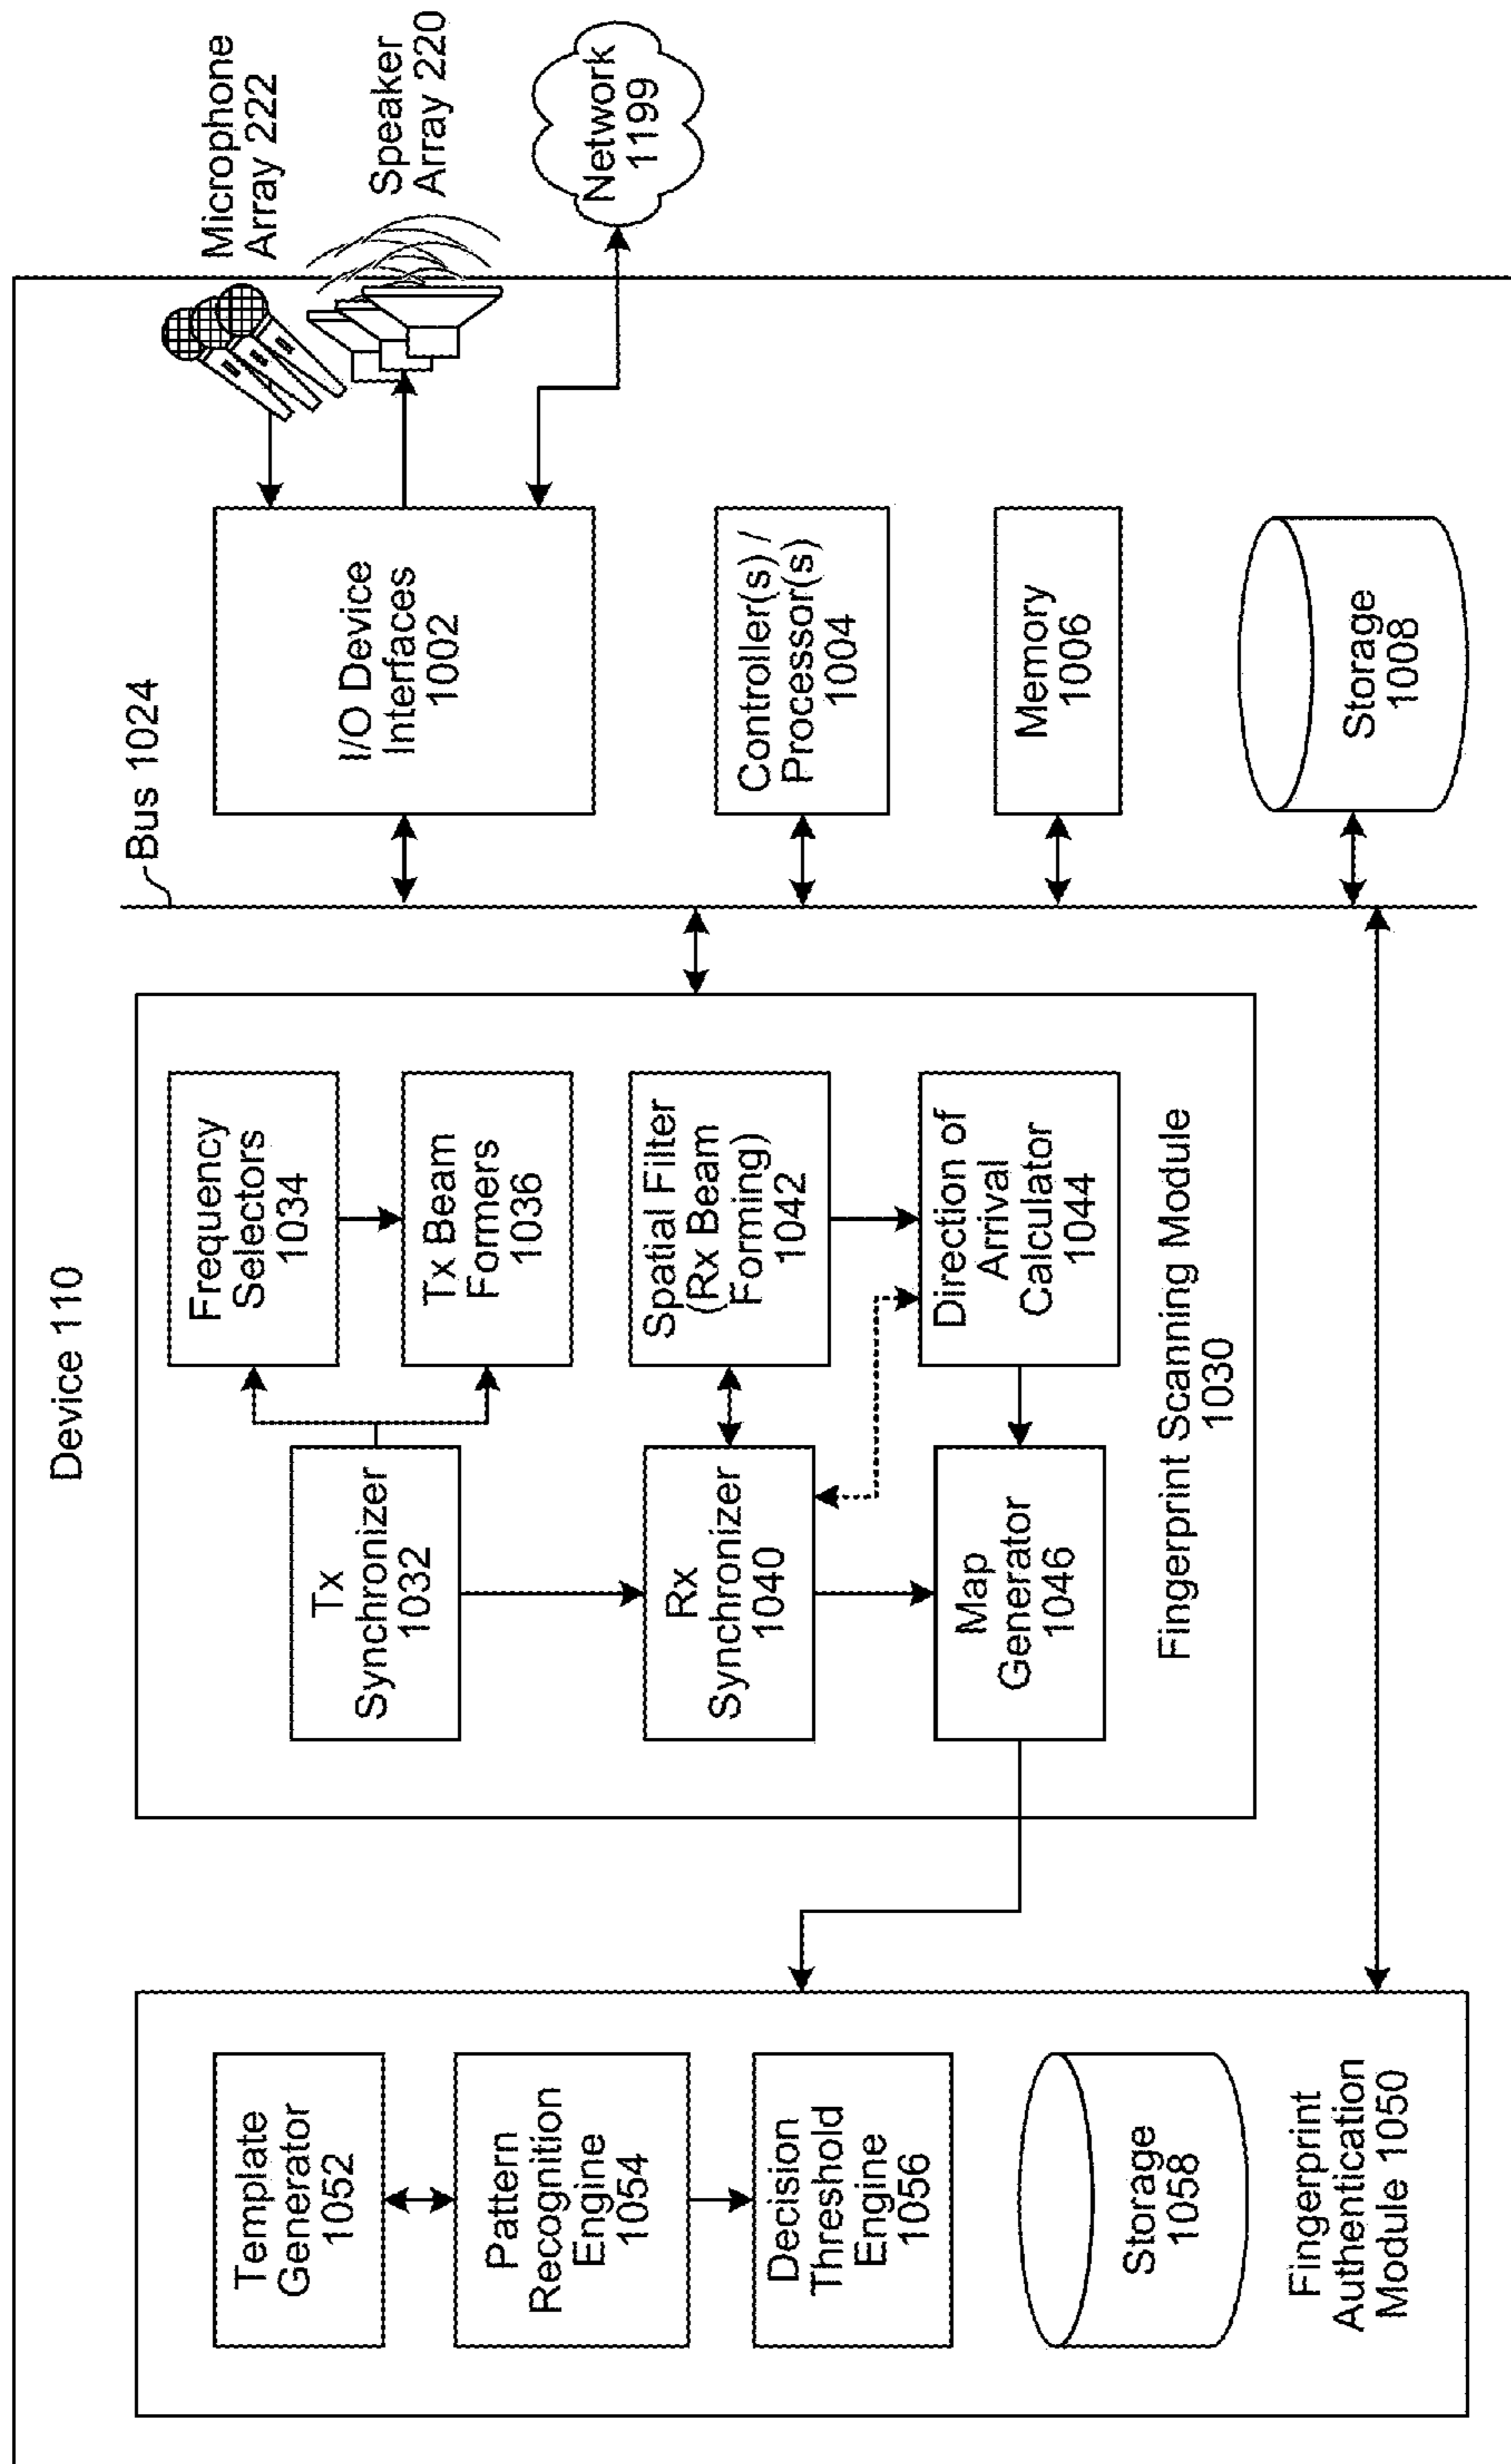 Device 110
Bus 1024
Microphone
Array 222
Speaker
Array 220
Network
1199
I/O Device
Interfaces
1002
Controller(s) /
Processor(s)
1004
Memory
1006
Storage
1008
Tx
Synchronizer
1032
Frequency
Selectors
1034
Tx Beam
Formers
1036
Rx
Synchronizer
1040
Spatial Filter
(Rx Beam
Forming)
1042
Map
Generator
1046
Direction of
Arrival
Calculator
1044
Fingerprint Scanning Module
1030
Template
Generator
1052
Pattern
Recognition
Engine
1054
Decision
Threshold
Engine
1056
Storage
1058
Fingerprint
Authentication
Module 1050